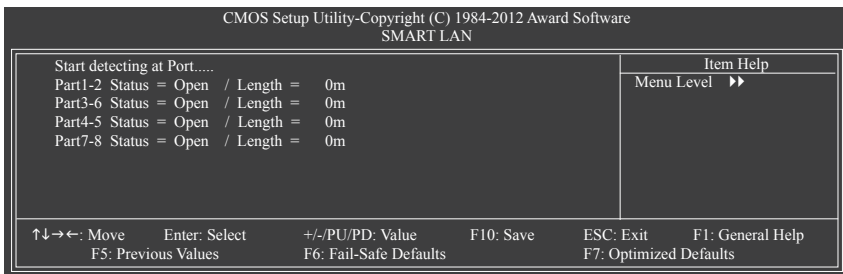 CMOS Setup Utility-Copyright (C) 1984-2012 Award Software
SMART LAN
Start detecting at Port.....
Part1-2 Status = Open / Length = 0m
Part3-6 Status = Open / Length = 0m
Part4-5 Status = Open / Length = 0m
Part7-8 Status = Open / Length = 0m
Item Help
Menu Level ▶▶
↑↓→←: Move Enter: Select +/-/PU/PD: Value F10: Save ESC: Exit F1: General Help
F5: Previous Values F6: Fail-Safe Defaults F7: Optimized Defaults